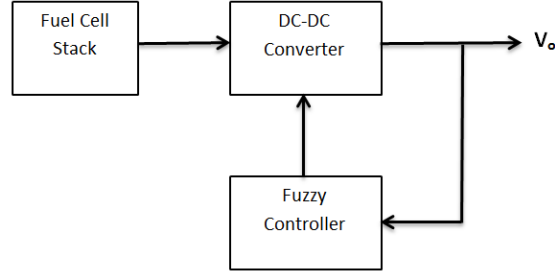 Fuel Cell
Stack
DC-DC
Converter
Vₒ
Fuzzy
Controller